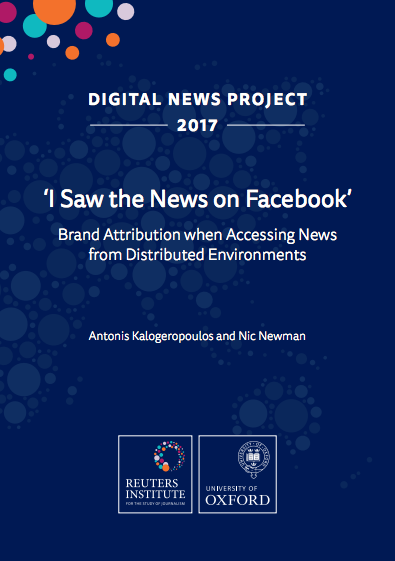 DIGITAL NEWS PROJECT
2017
‘I Saw the News on Facebook’
Brand Attribution when Accessing News
from Distributed Environments
Antonis Kalogeropoulos and Nic Newman
REUTERS
INSTITUTE
FOR THE STUDY OF JOURNALISM
UNIVERSITY OF
OXFORD